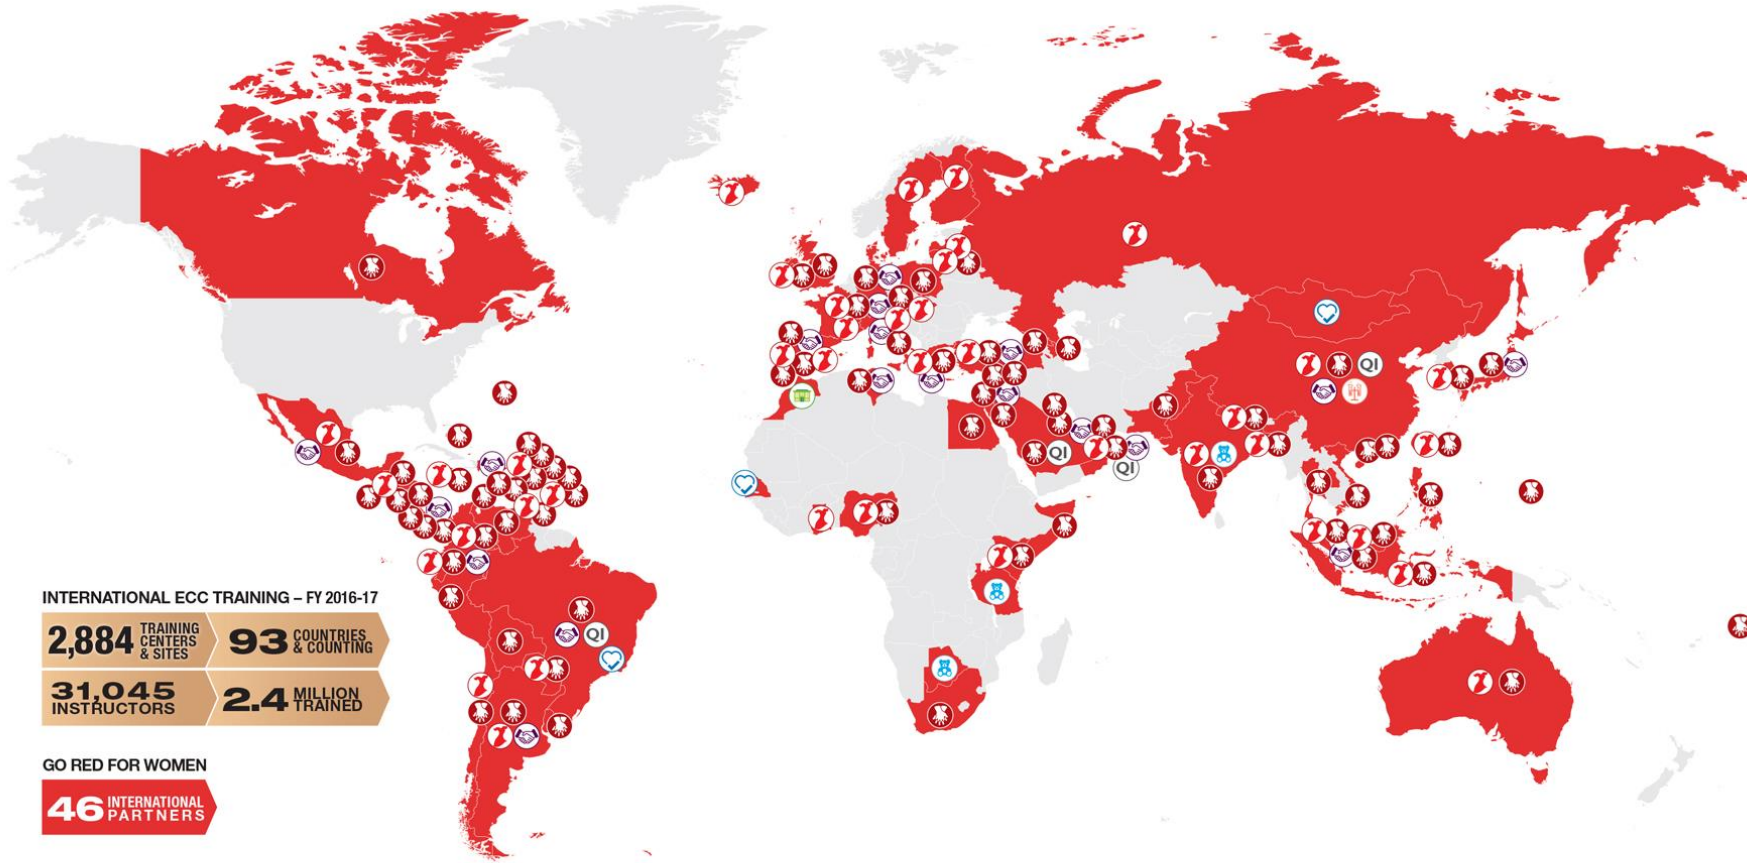 INTERNATIONAL ECC TRAINING – FY 2016-17
2,884 TRAINING
CENTERS
& SITES
93 COUNTRIES
& COUNTING
31,045
INSTRUCTORS
2.4 MILLION
TRAINED
GO RED FOR WOMEN
46 INTERNATIONAL
PARTNERS
QI
QI
QI
QI